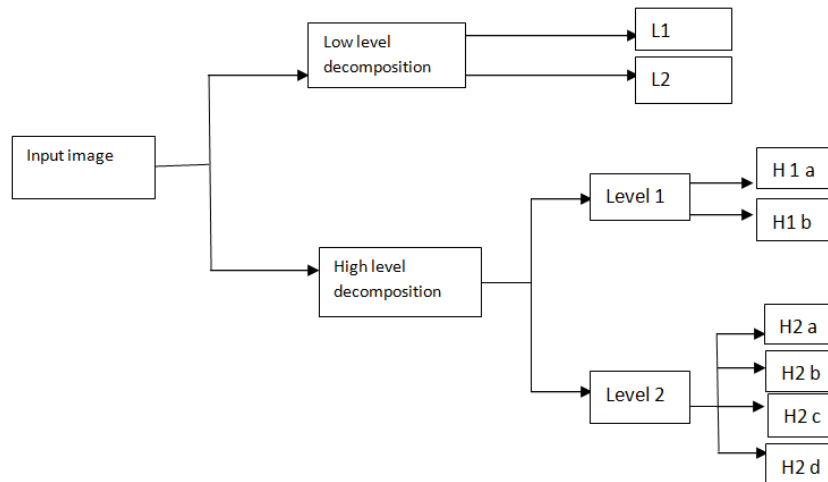 Input image
Low level
decomposition
L1
L2
High level
decomposition
Level 1
H 1 a
H1 b
Level 2
H2 a
H2 b
H2 c
H2 d